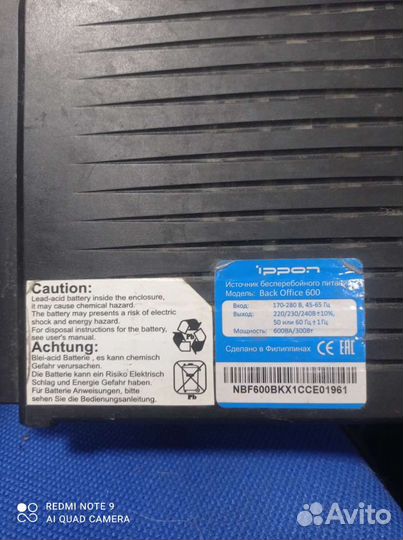 Caution:
Lead-acid battery inside the enclosure,
it may cause chemical hazard.
The battery may presents a risk of electric
shock and energy hazard.
For disposal instructions for the battery,
see user's manual.
Achtung:
Blei-acid Batterie , es kann chemisch
Gefahr verursachen.
Die Batterie kann ein Risiko Elektrisch
Schlag und Energie Gefahr haben.
Für Entsorgung der Batterie, bitte
sehen Sie Bedienungsanleitung.
Pb
Pb
ippon
Источник бесперебойного питан
Модель: Back Office 600
Вход: 170-280 В, 45-65 Гц
Выход: 220/230/240В±10%,
50 или 60 Гц±1Гц
Мощность: 600ВА/300Вт
Сделано в Филиппинах CE EAC
NBF600BKX1CCE01961
REDMI NOTE 9
AI QUAD CAMERA
Avito